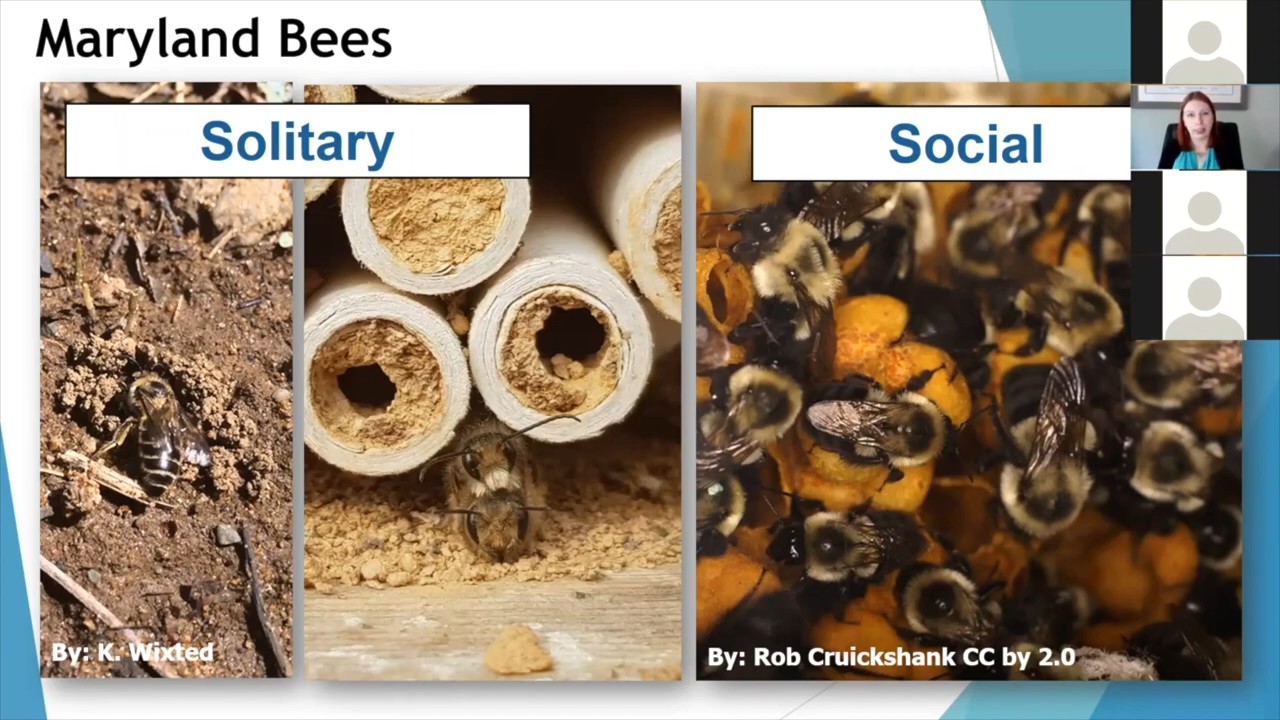 Maryland Bees
Solitary
Social
By: K. Wixted
By: Rob Cruickshank CC by 2.0